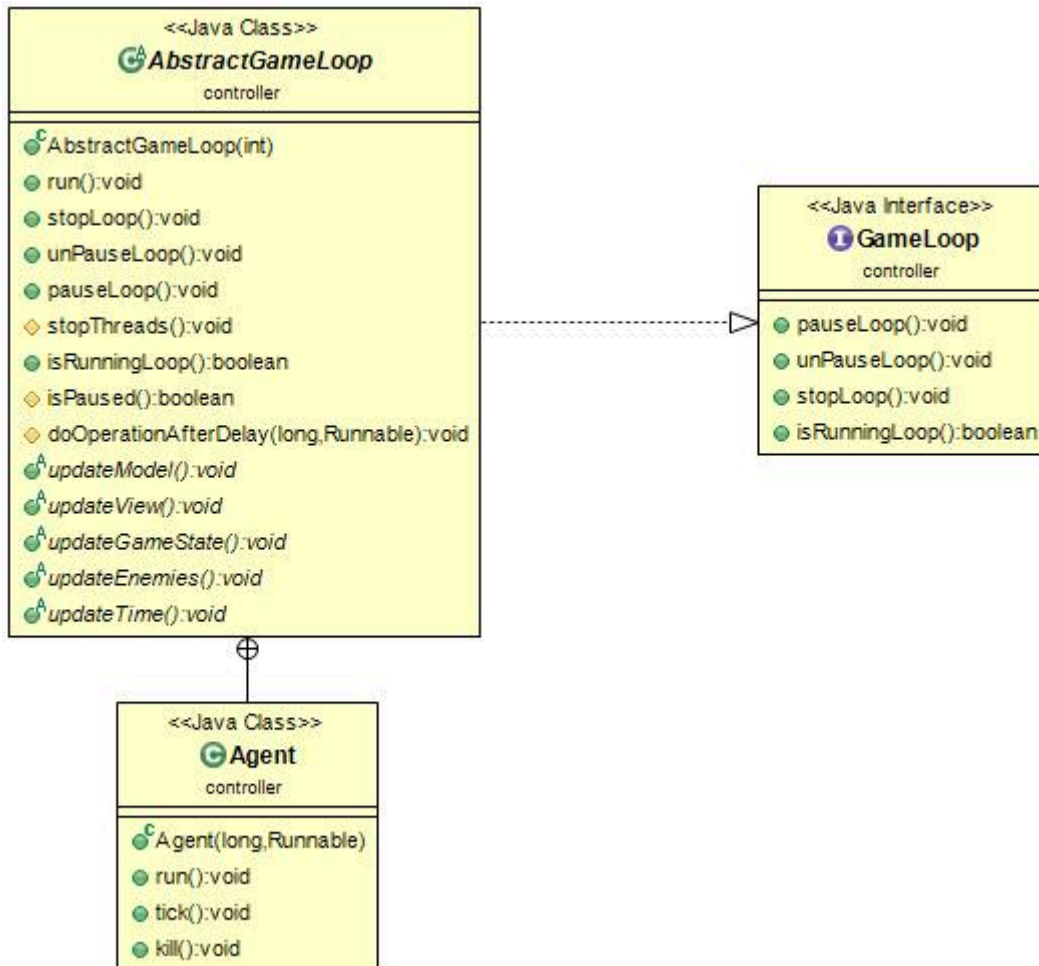 <<Java Class>>
AbstractGameLoop
controller
AbstractGameLoop(int)
run():void
stopLoop():void
unPauseLoop():void
pauseLoop():void
stopThreads():void
isRunningLoop():boolean
isPaused():boolean
doOperationAfterDelay(long,Runnable):void
updateModel():void
updateView():void
updateGameState():void
updateEnemies():void
updateTime():void
<<Java Interface>>
GameLoop
controller
pauseLoop():void
unPauseLoop():void
stopLoop():void
isRunningLoop():boolean
<<Java Class>>
Agent
controller
Agent(long,Runnable)
run():void
tick():void
kill():void